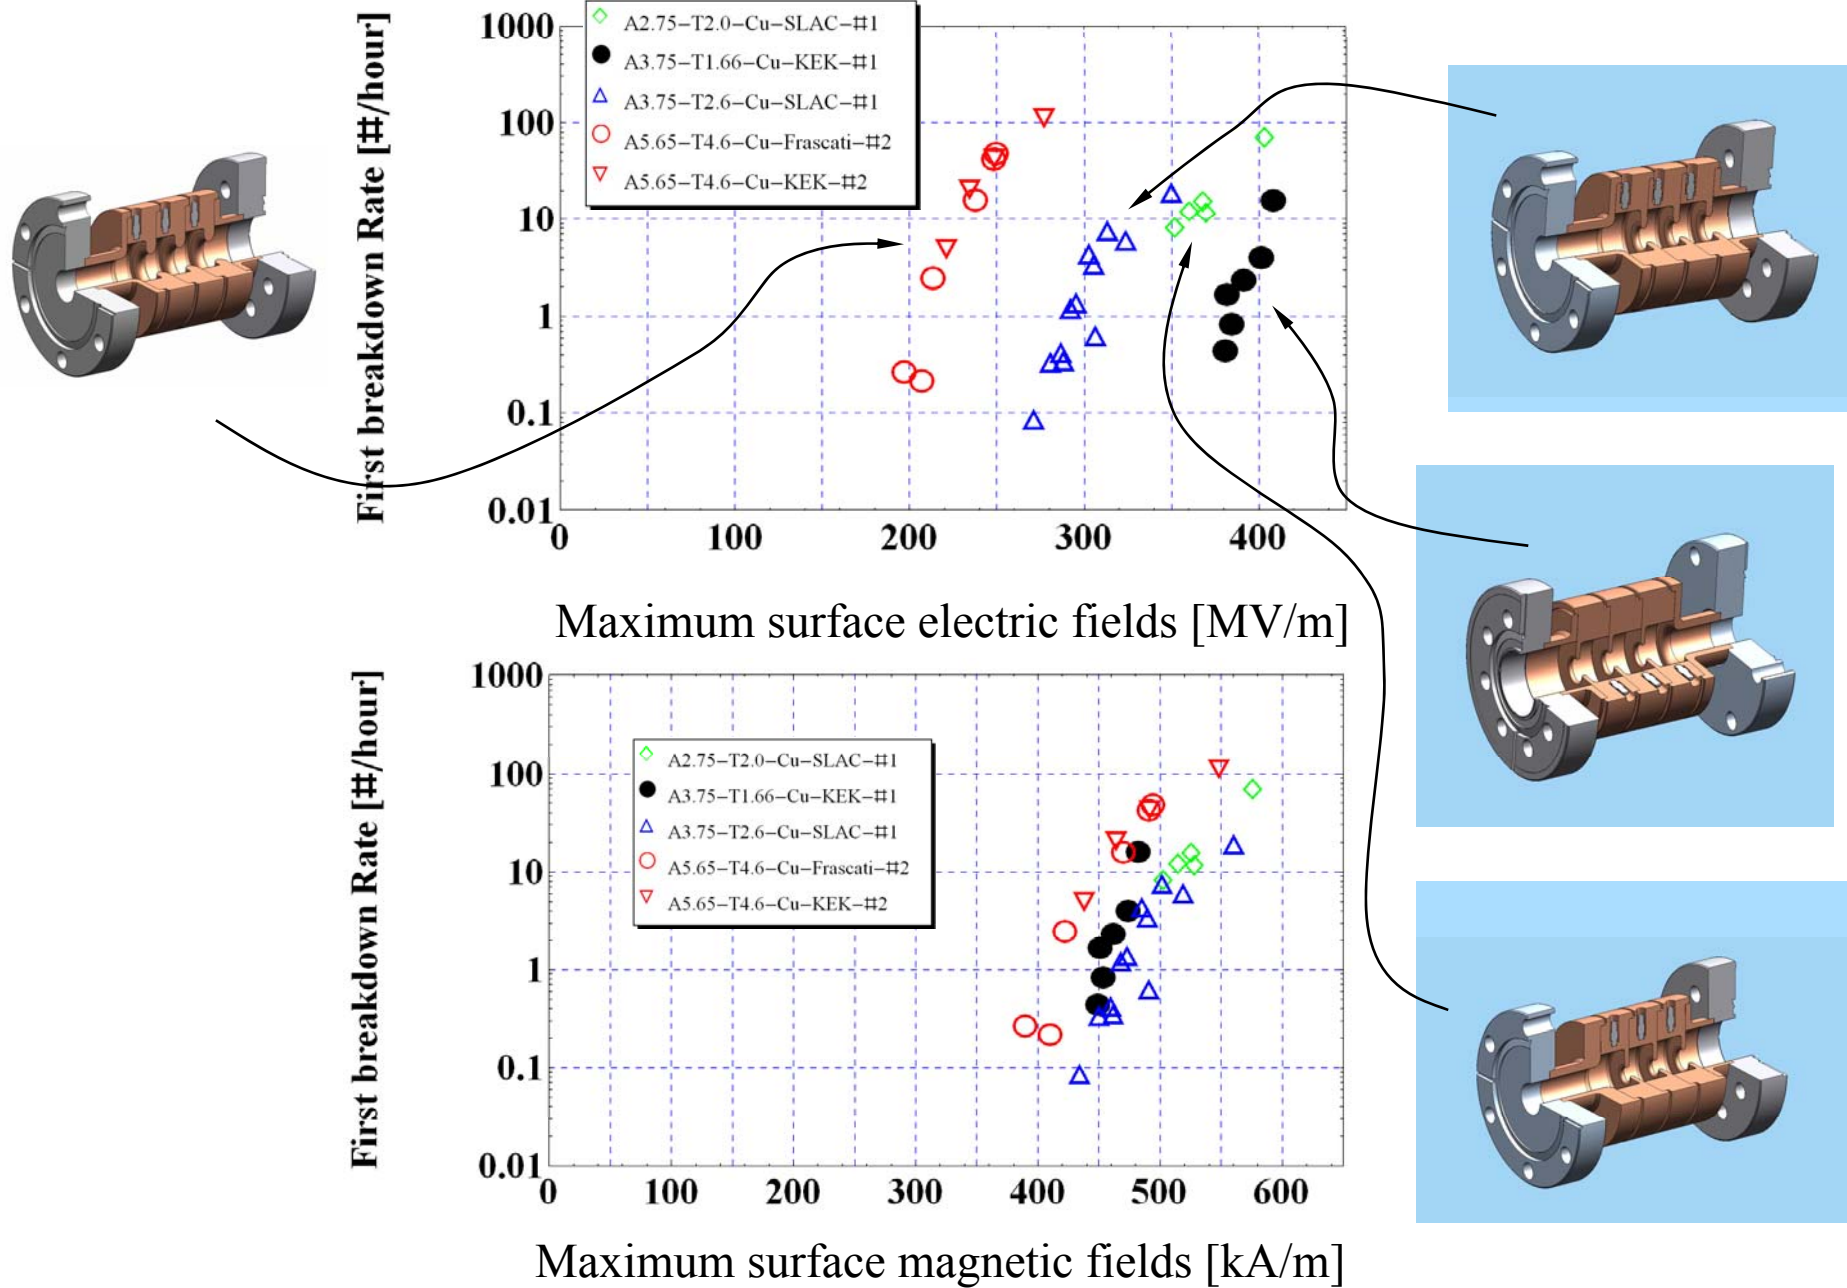 First breakdown Rate [#/hour]
1000
100
10
1
0.1
0.01
A2.75−T2.0−Cu−SLAC−#1
A3.75−T1.66−Cu−KEK−#1
A3.75−T2.6−Cu−SLAC−#1
A5.65−T4.6−Cu−Frascati−#2
A5.65−T4.6−Cu−KEK−#2
0 100 200 300 400
Maximum surface electric fields [MV/m]
First breakdown Rate [#/hour]
1000
100
10
1
0.1
0.01
A2.75−T2.0−Cu−SLAC−#1
A3.75−T1.66−Cu−KEK−#1
A3.75−T2.6−Cu−SLAC−#1
A5.65−T4.6−Cu−Frascati−#2
A5.65−T4.6−Cu−KEK−#2
0 100 200 300 400 500 600
Maximum surface magnetic fields [kA/m]